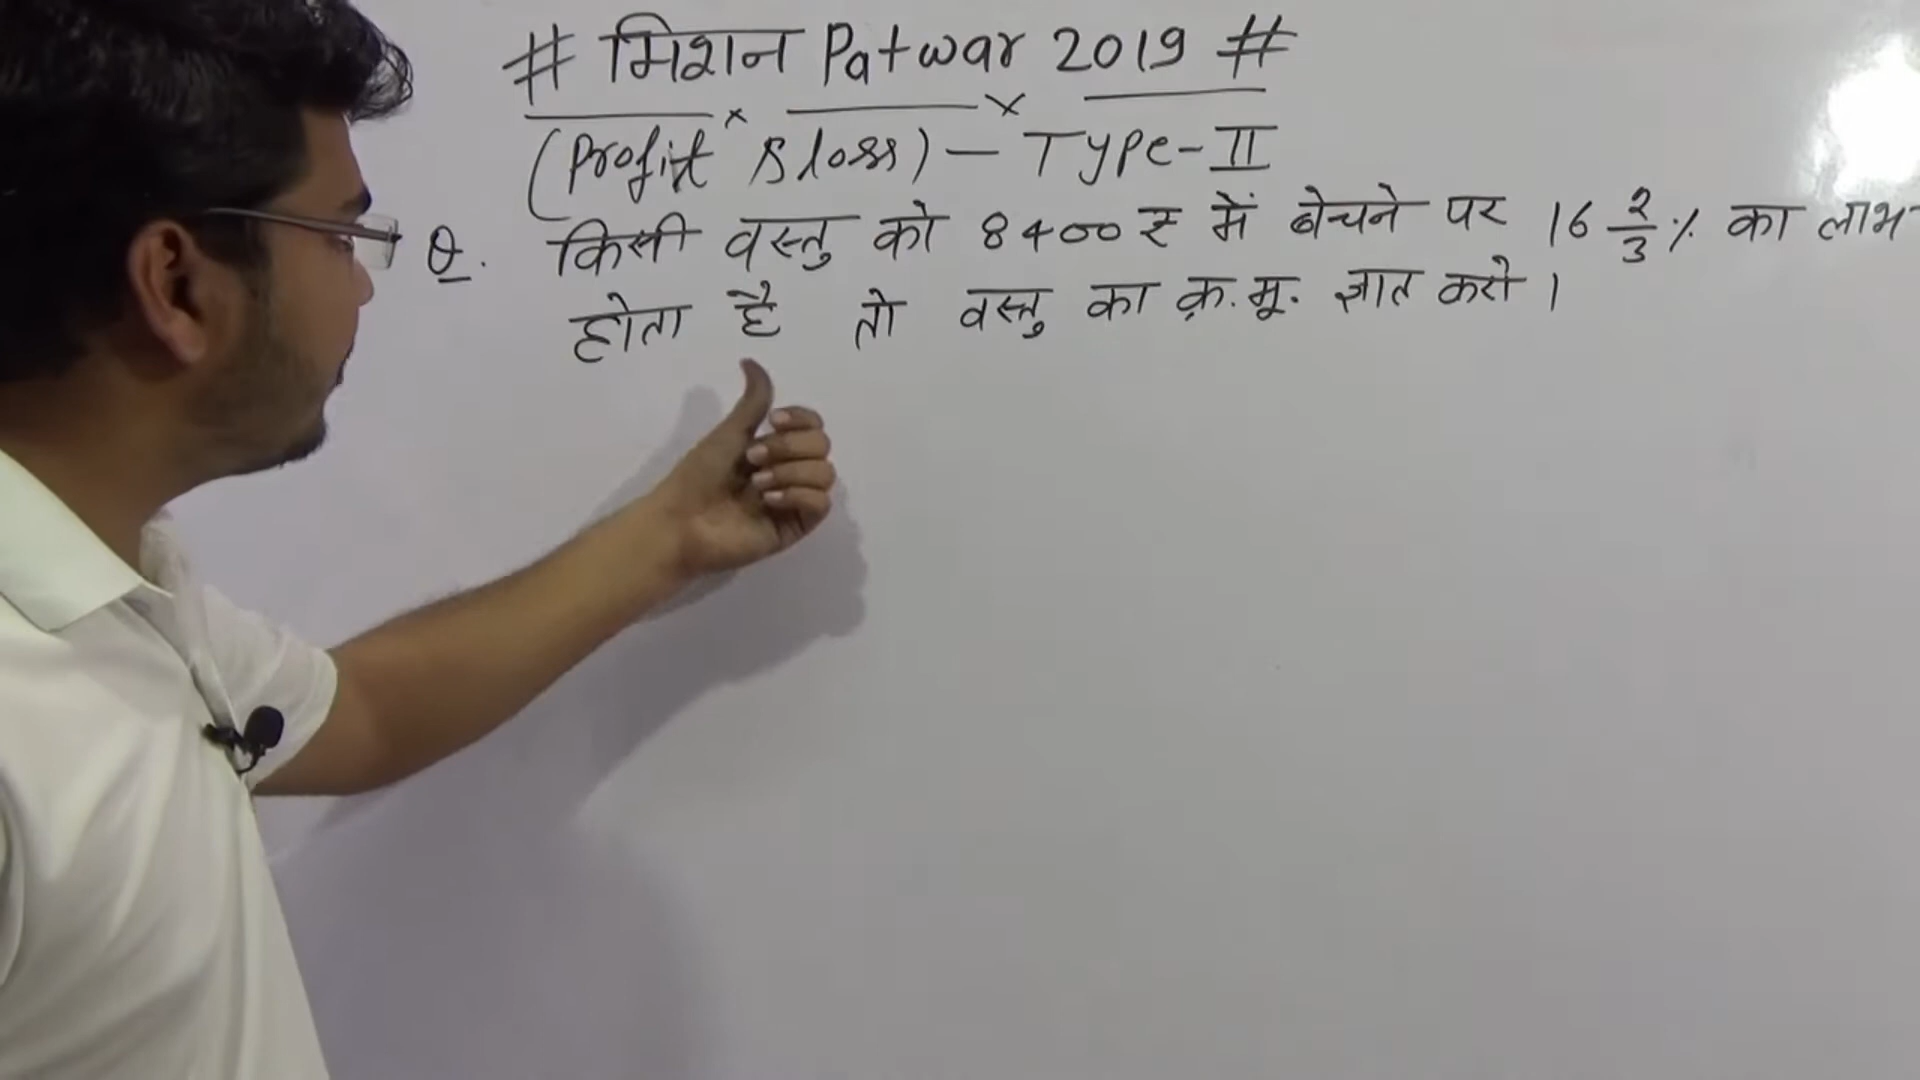 # मिशन Patwar 2019 #
(Profit & loss) - Type-II
Q. किसी वस्तु को 8400 ₹ में बेचने पर 16 2/3 % का लाभ
होता है तो वस्तु का क्र.मू. ज्ञात करो ।